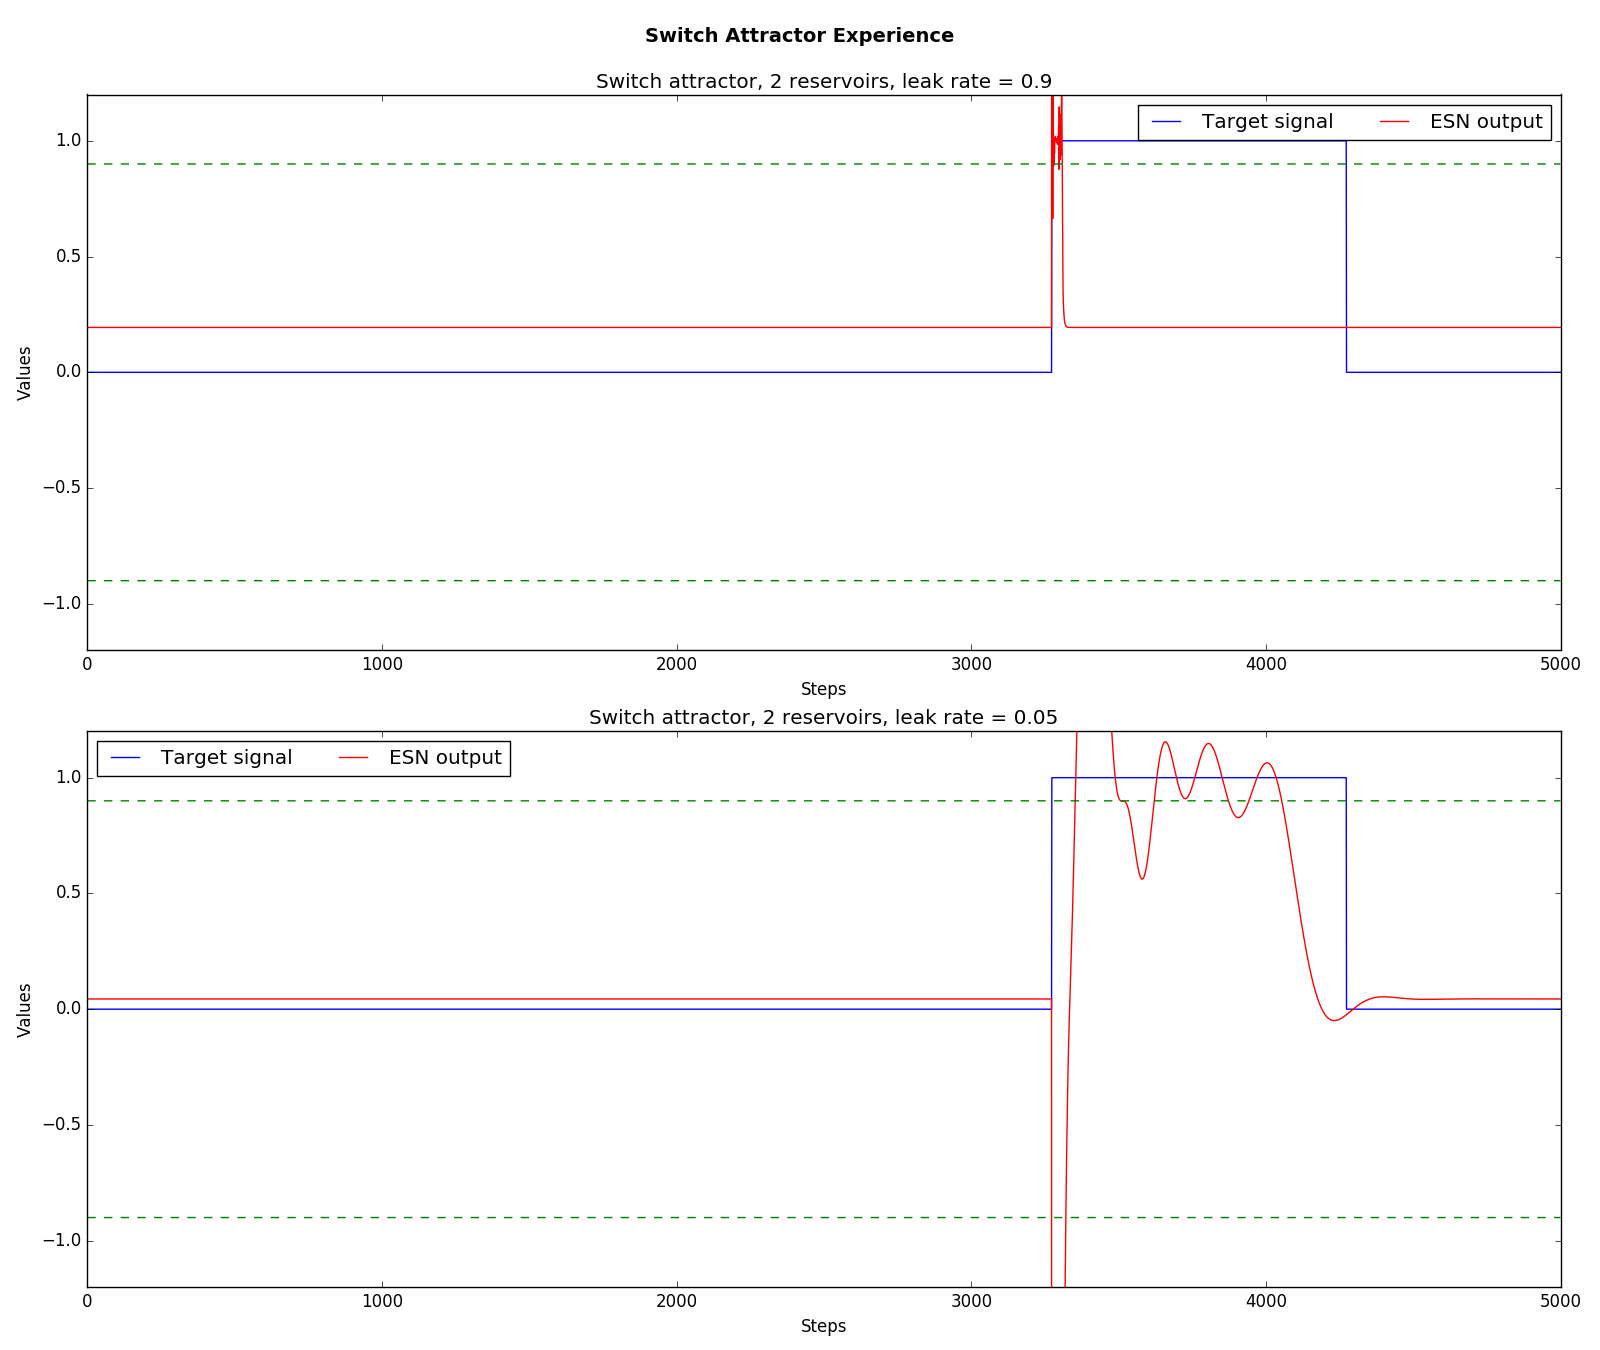 Switch Attractor Experience
Switch attractor, 2 reservoirs, leak rate = 0.9
Target signal ESN output
1.0
0.5
0.0
−0.5
−1.0
Values
0 1000 2000 3000 4000 5000
Steps
Switch attractor, 2 reservoirs, leak rate = 0.05
Target signal ESN output
1.0
0.5
0.0
−0.5
−1.0
Values
0 1000 2000 3000 4000 5000
Steps